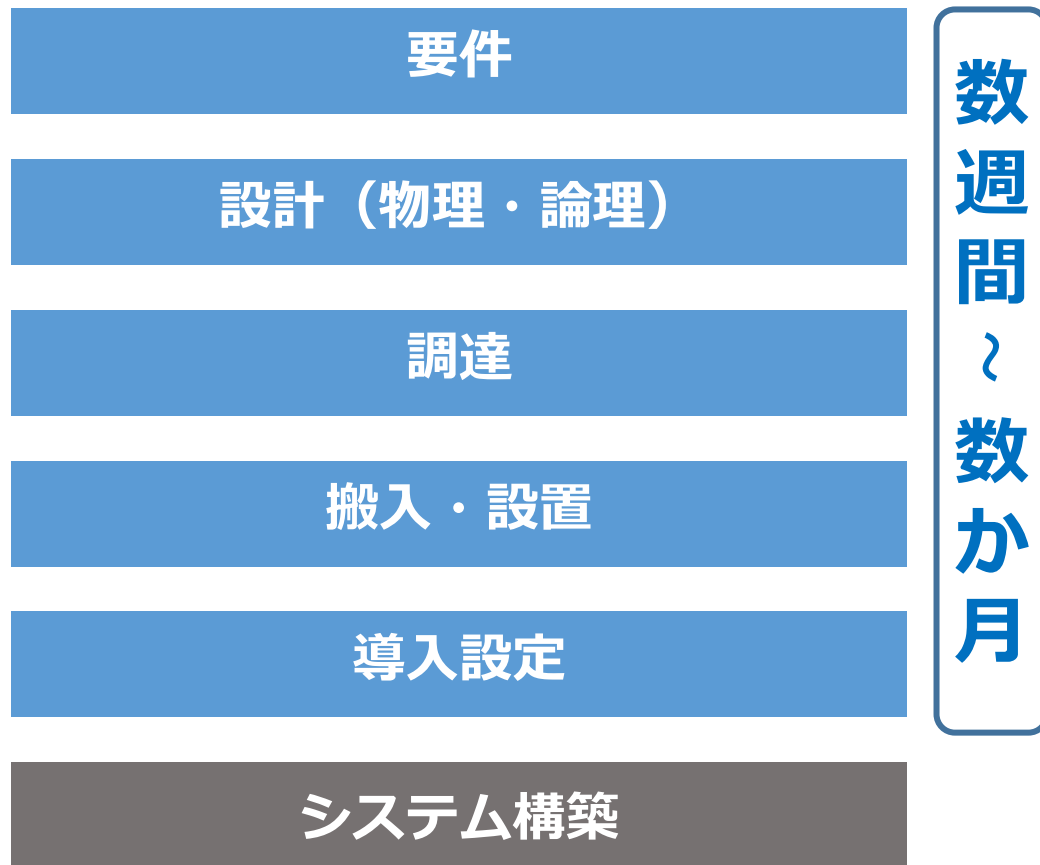 要件
設計（物理・論理）
調達
搬入・設置
導入設定
システム構築
数週間～数か月